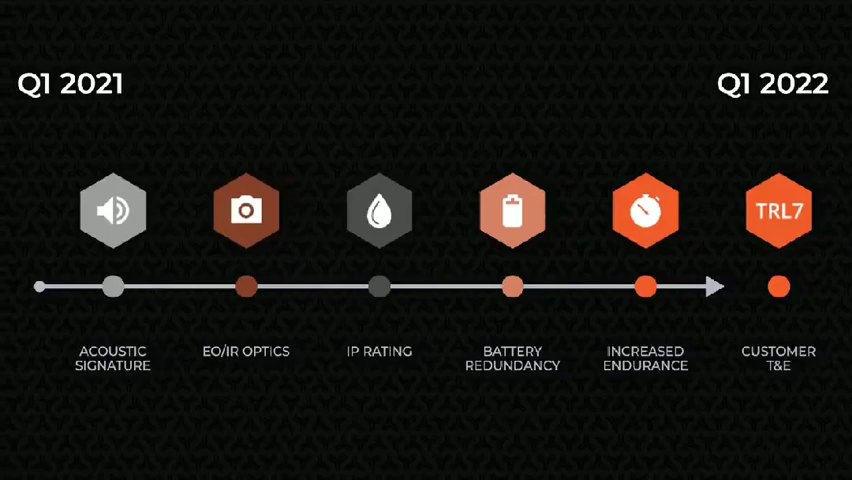 Q1 2021
Q1 2022
TRL7
ACOUSTIC
SIGNATURE
EO/IR OPTICS
IP RATING
BATTERY
REDUNDANCY
INCREASED
ENDURANCE
CUSTOMER
T&E